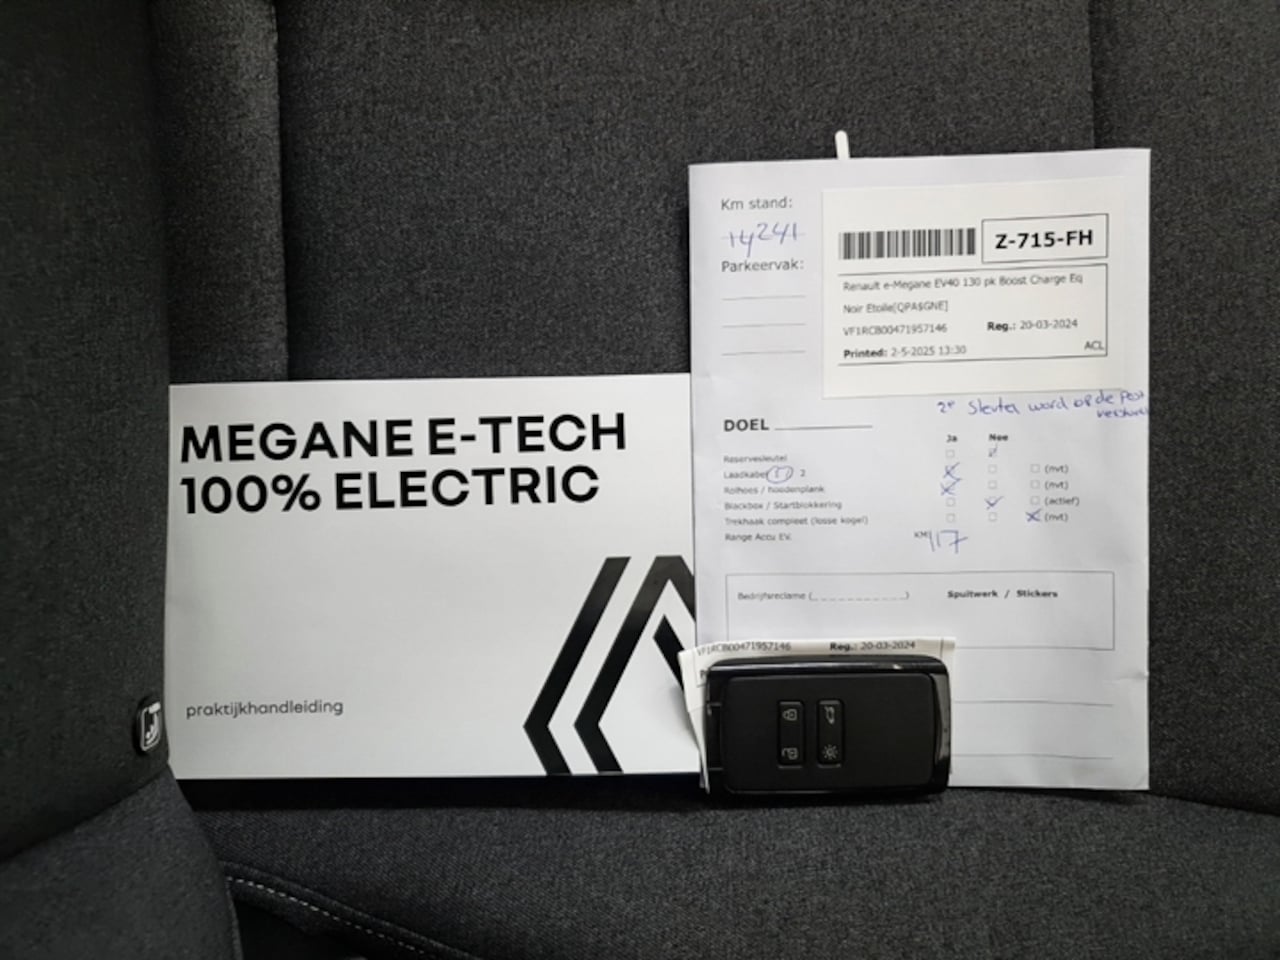 MEGANE E-TECH
100% ELECTRIC
praktijkhandleiding
Km stand:
14241
Parkeervak:
Z-715-FH
Renault e-Megane EV40 130 pk Boost Charge Eq
Noir Etoile[QPA$GNE]
VF1RCB00471957146 Reg.: 20-03-2024
Printed: 2-5-2025 13:30
ACL
2e Sleutel word op de Post
DOEL
Ja Nee
Reservesleutel
Laadkabel 1 2 (nvt)
Rolhoes / hoedenplank (nvt)
Blackbox / Startblokkering (actief)
Trekhaak compleet (losse kogel) (nvt)
Range Accu EV. KM 117
Bedrijfsreclame (___________) Spuitwerk / Stickers
VF1RCB00471957146 Reg.: 20-03-2024